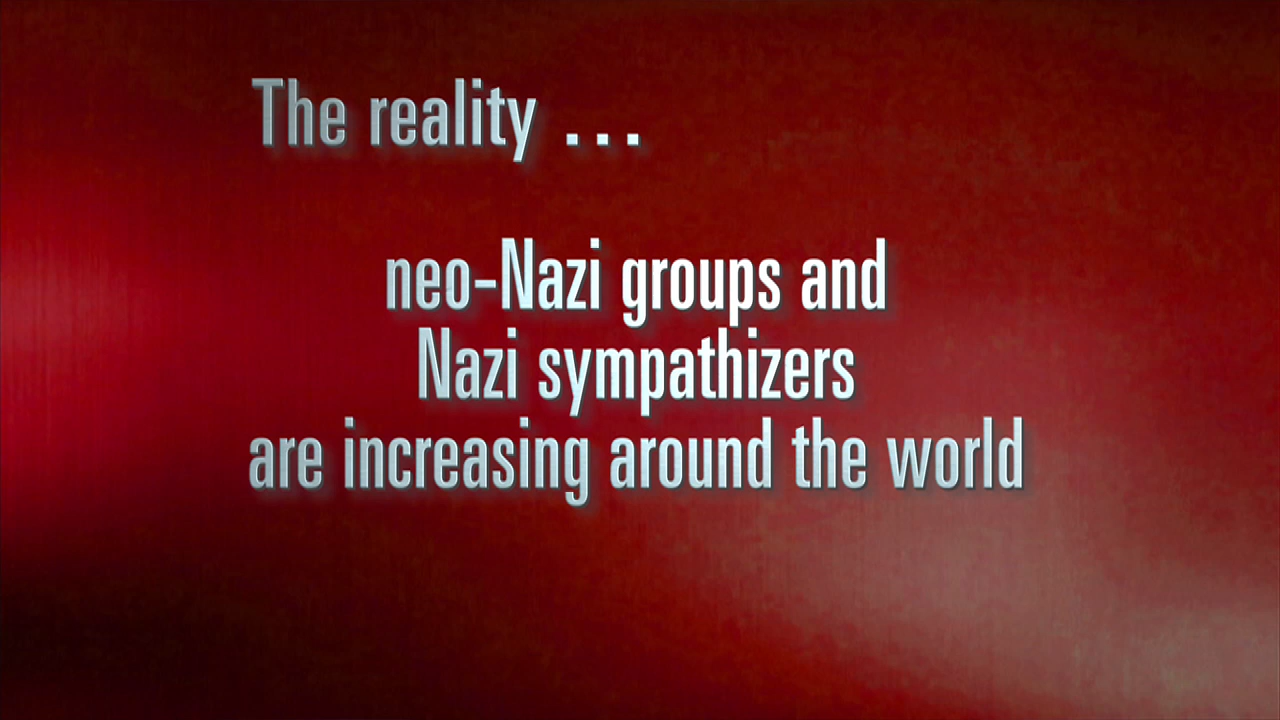 The reality ...
neo-Nazi groups and
Nazi sympathizers
are increasing around the world